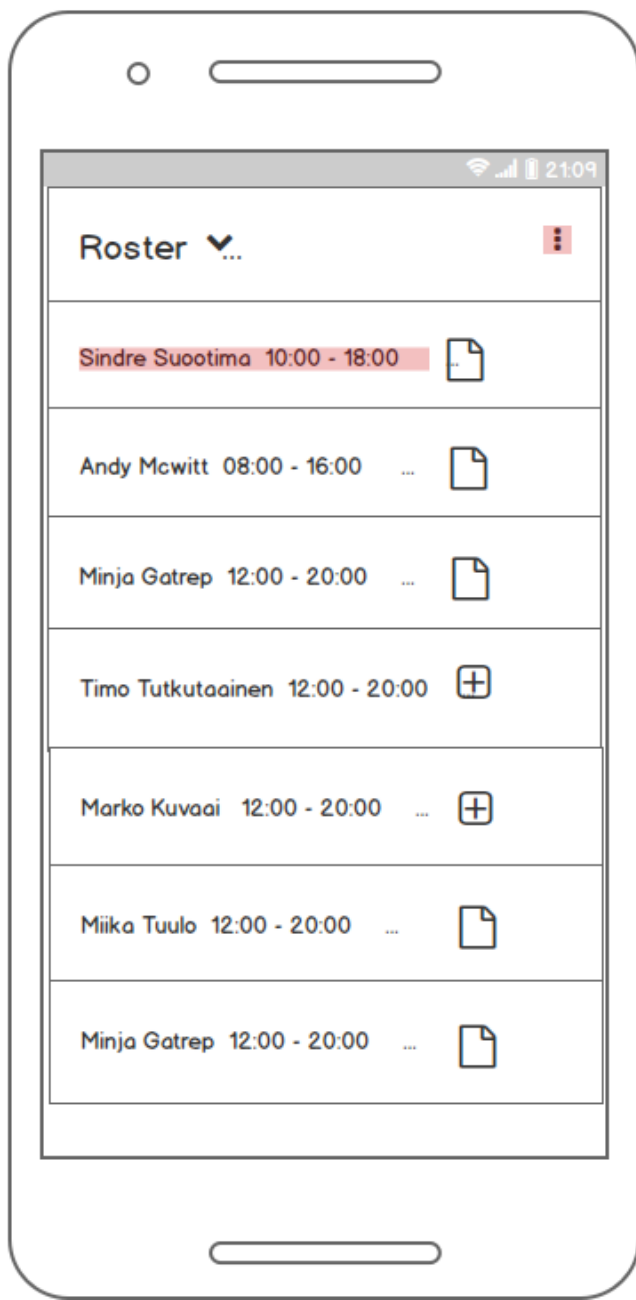 21:09
Roster ...
Sindre Suootima 10:00 - 18:00 ...
Andy Mcwitt 08:00 - 16:00 ...
Minja Gatrep 12:00 - 20:00 ...
Timo Tutkutaainen 12:00 - 20:00
Marko Kuvaai 12:00 - 20:00 ...
Miika Tuulo 12:00 - 20:00 ...
Minja Gatrep 12:00 - 20:00 ...